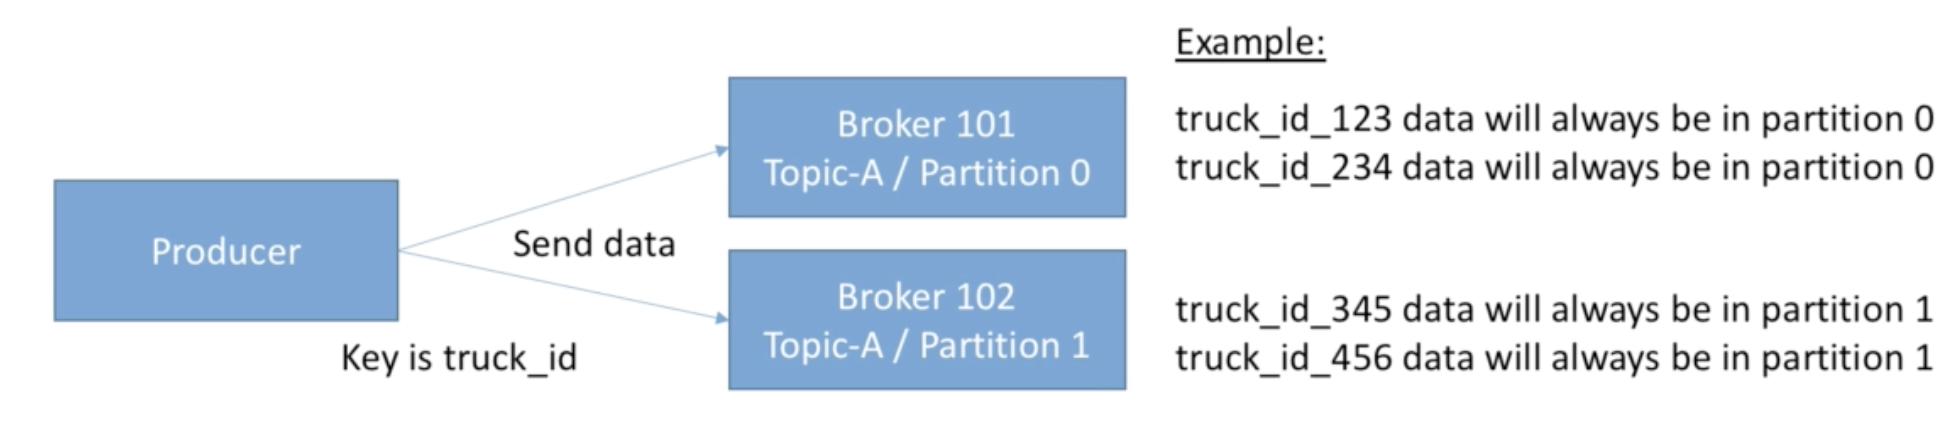 Example:
Broker 101
Topic-A / Partition 0
truck_id_123 data will always be in partition 0
truck_id_234 data will always be in partition 0
Producer
Send data
Key is truck_id
Broker 102
Topic-A / Partition 1
truck_id_345 data will always be in partition 1
truck_id_456 data will always be in partition 1